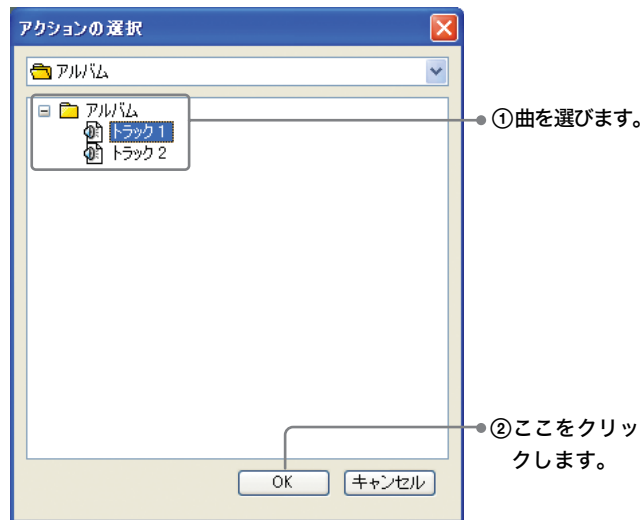 アクションの選択
アルバム
アルバム
トラック 1
トラック 2
①曲を選びます。
②ここをクリッ
クします。
OK
キャンセル